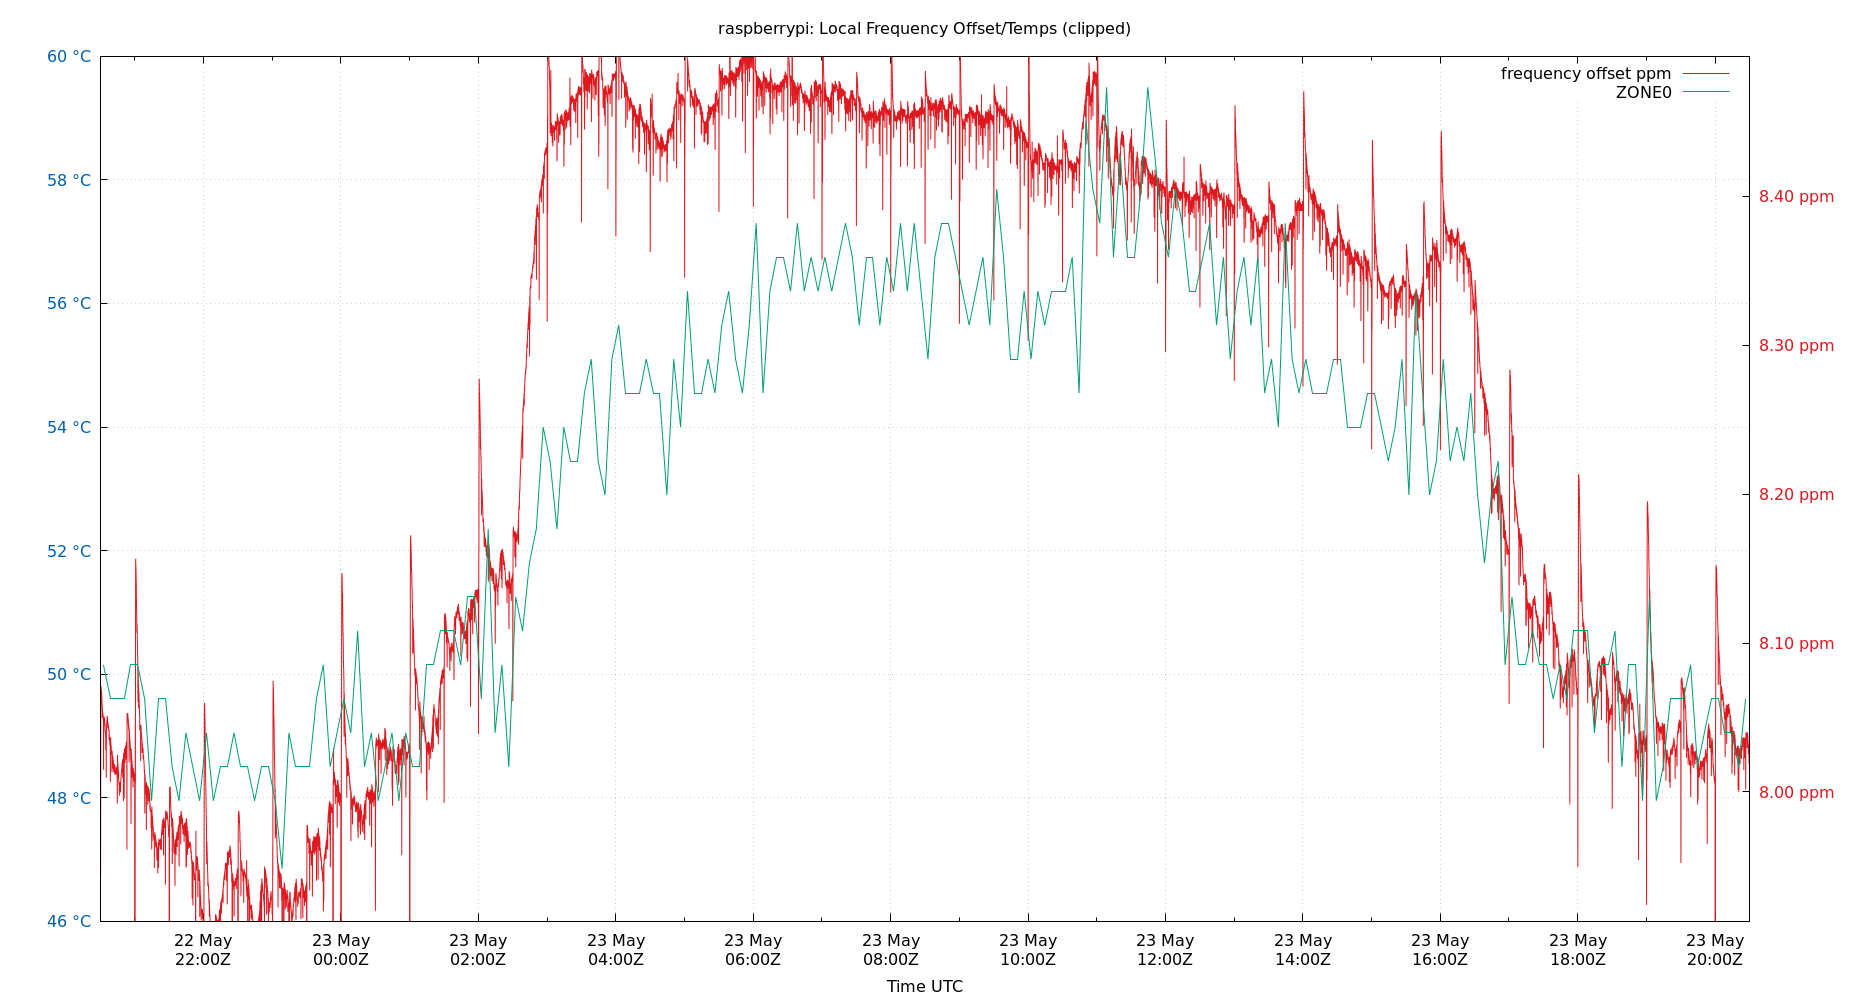 raspberrypi: Local Frequency Offset/Temps (clipped)
60 °C
58 °C
56 °C
54 °C
52 °C
50 °C
48 °C
46 °C
frequency offset ppm
ZONE0
8.40 ppm
8.30 ppm
8.20 ppm
8.10 ppm
8.00 ppm
22 May
22:00Z
23 May
00:00Z
23 May
02:00Z
23 May
04:00Z
23 May
06:00Z
23 May
08:00Z
23 May
10:00Z
23 May
12:00Z
23 May
14:00Z
23 May
16:00Z
23 May
18:00Z
23 May
20:00Z
Time UTC